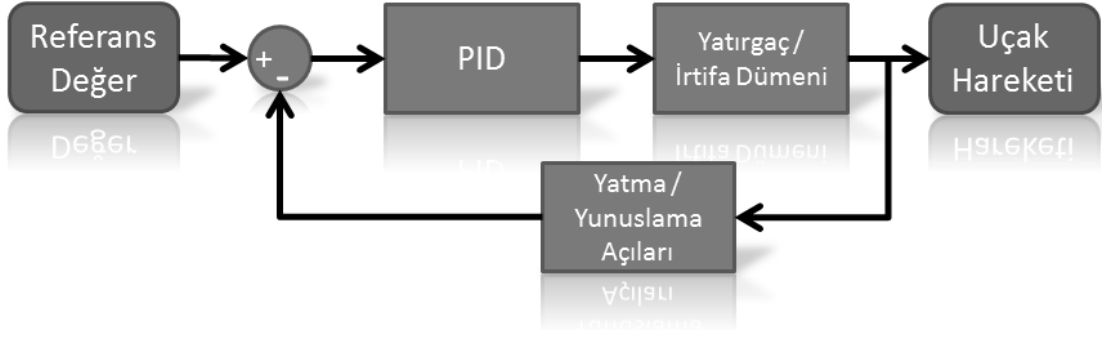 Referans
Değer
+
-
PID
Yatırgaç /
İrtifa Dümeni
Uçak
Hareketi
Yatma /
Yunuslama
Açıları